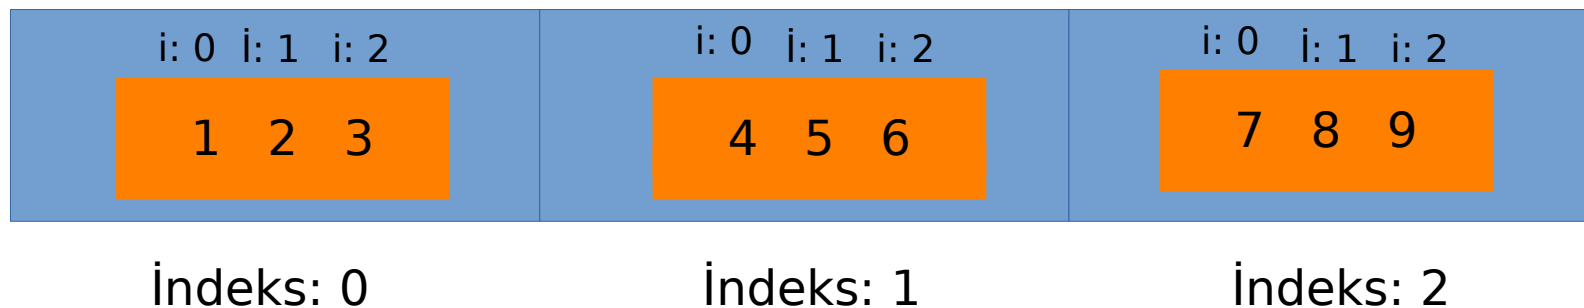 i: 0 İ: 1 i: 2 i: 0 İ: 1 i: 2 i: 0 İ: 1 i: 2
1 2 3 4 5 6 7 8 9
İndeks: 0 İndeks: 1 İndeks: 2